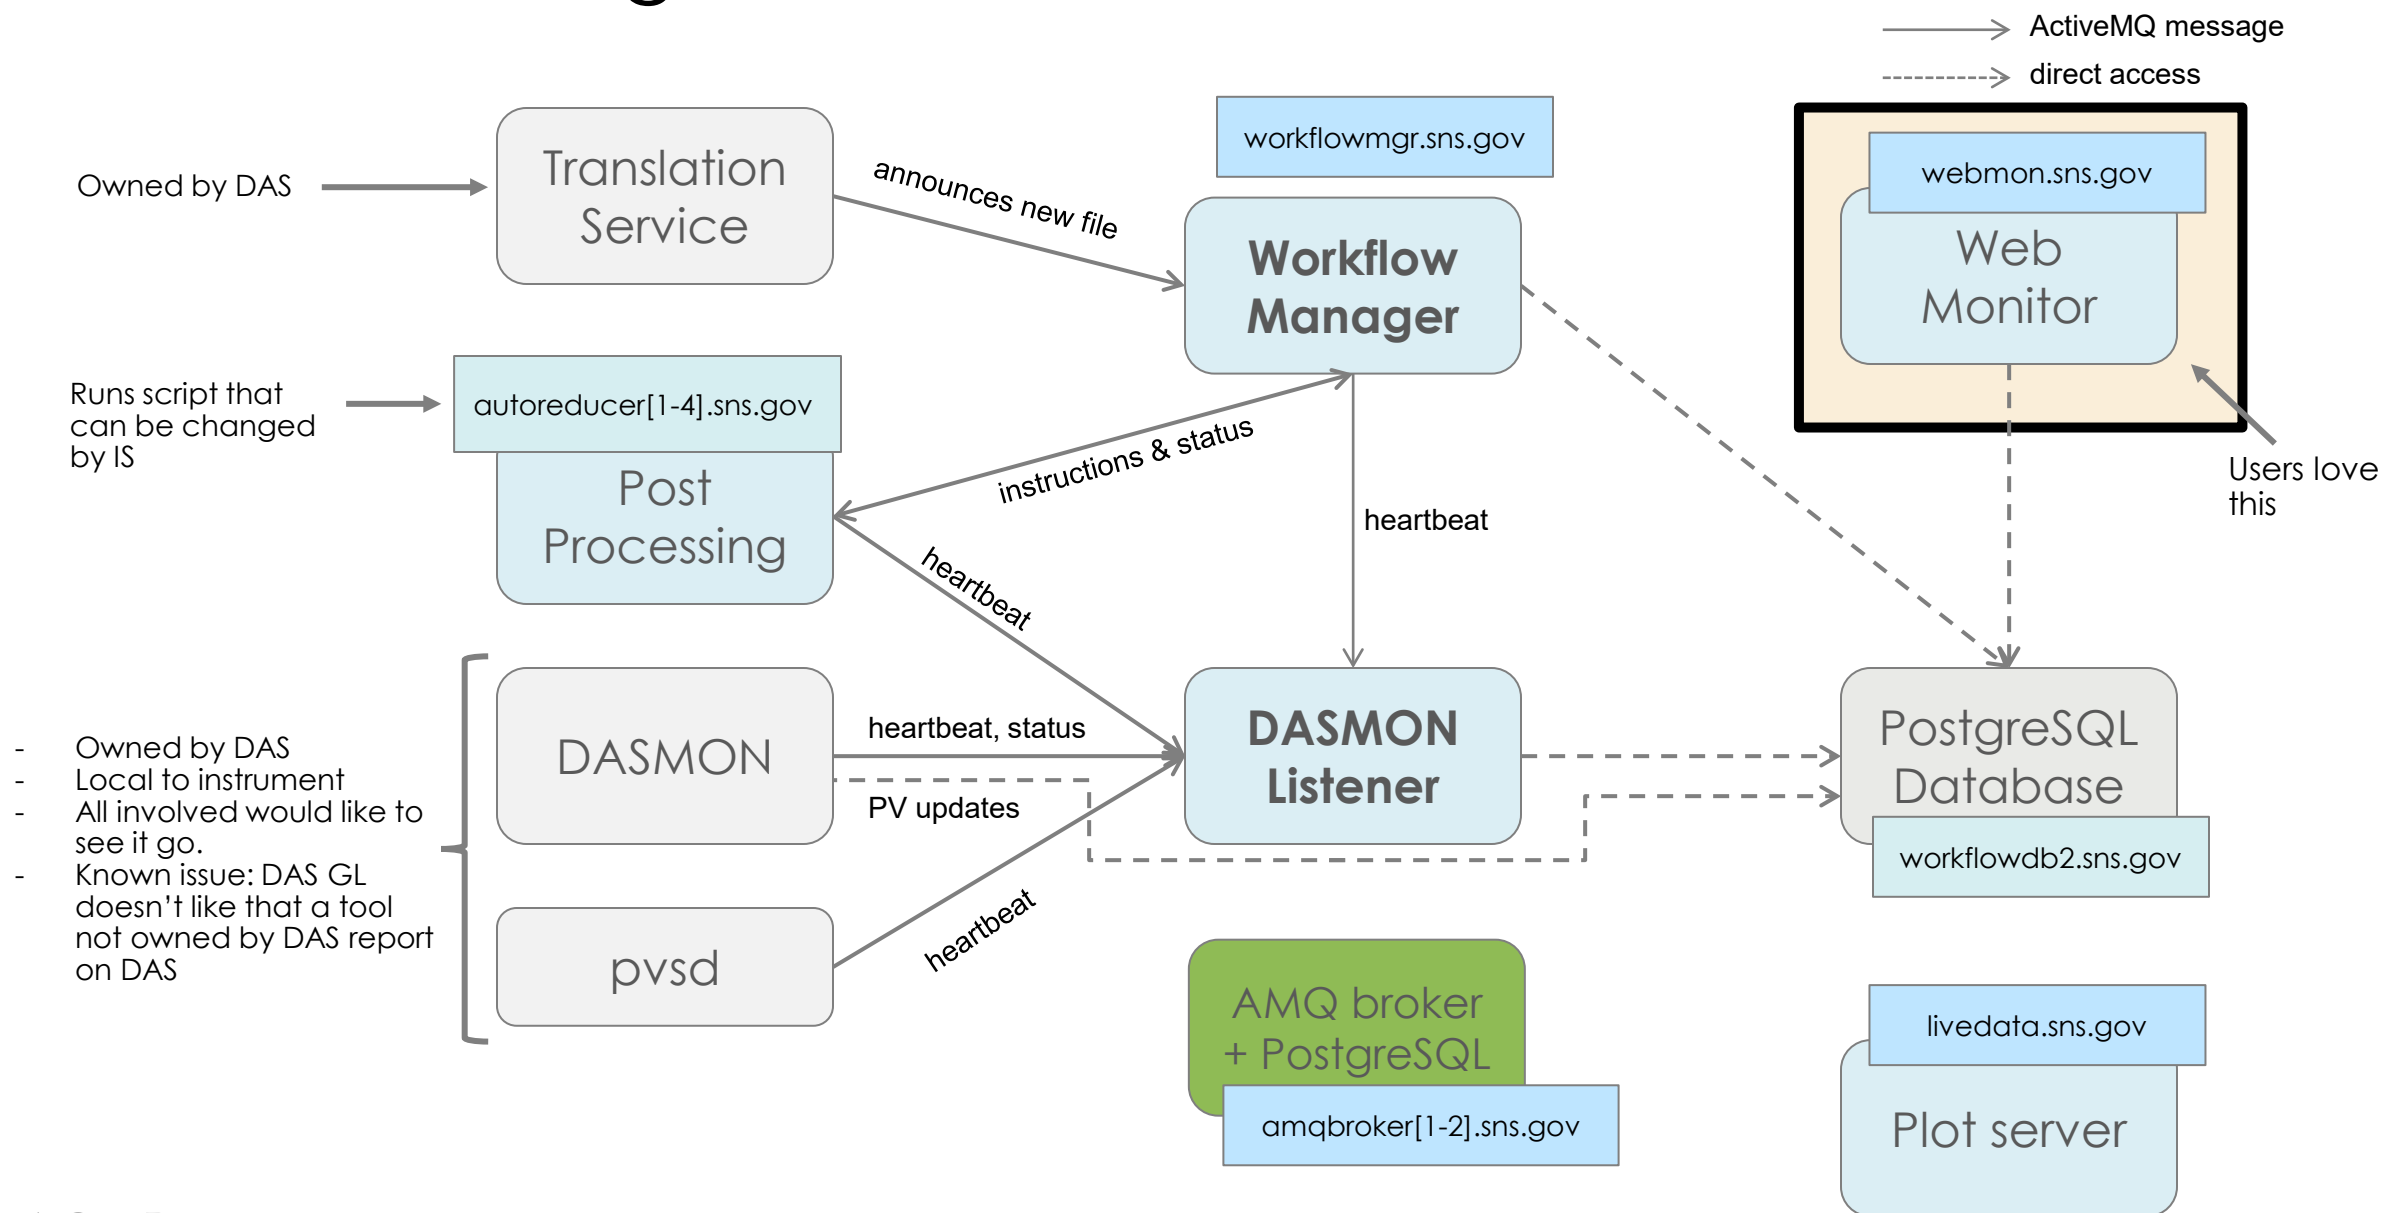 ActiveMQ message
direct access
workflowmgr.sns.gov
webmon.sns.gov
Owned by DAS
Translation
Service
announces new file
Workflow
Manager
Web
Monitor
Runs script that
can be changed
by IS
autoreducer[1-4].sns.gov
Post
Processing
instructions & status
heartbeat
heartbeat
Users love
this
- Owned by DAS
- Local to instrument
- All involved would like to
see it go.
- Known issue: DAS GL
doesn't like that a tool
not owned by DAS report
on DAS
DASMON
heartbeat, status
PV updates
DASMON
Listener
PostgreSQL
Database
workflowdb2.sns.gov
pvsd
heartbeat
AMQ broker
+ PostgreSQL
amqbroker[1-2].sns.gov
livedata.sns.gov
Plot server